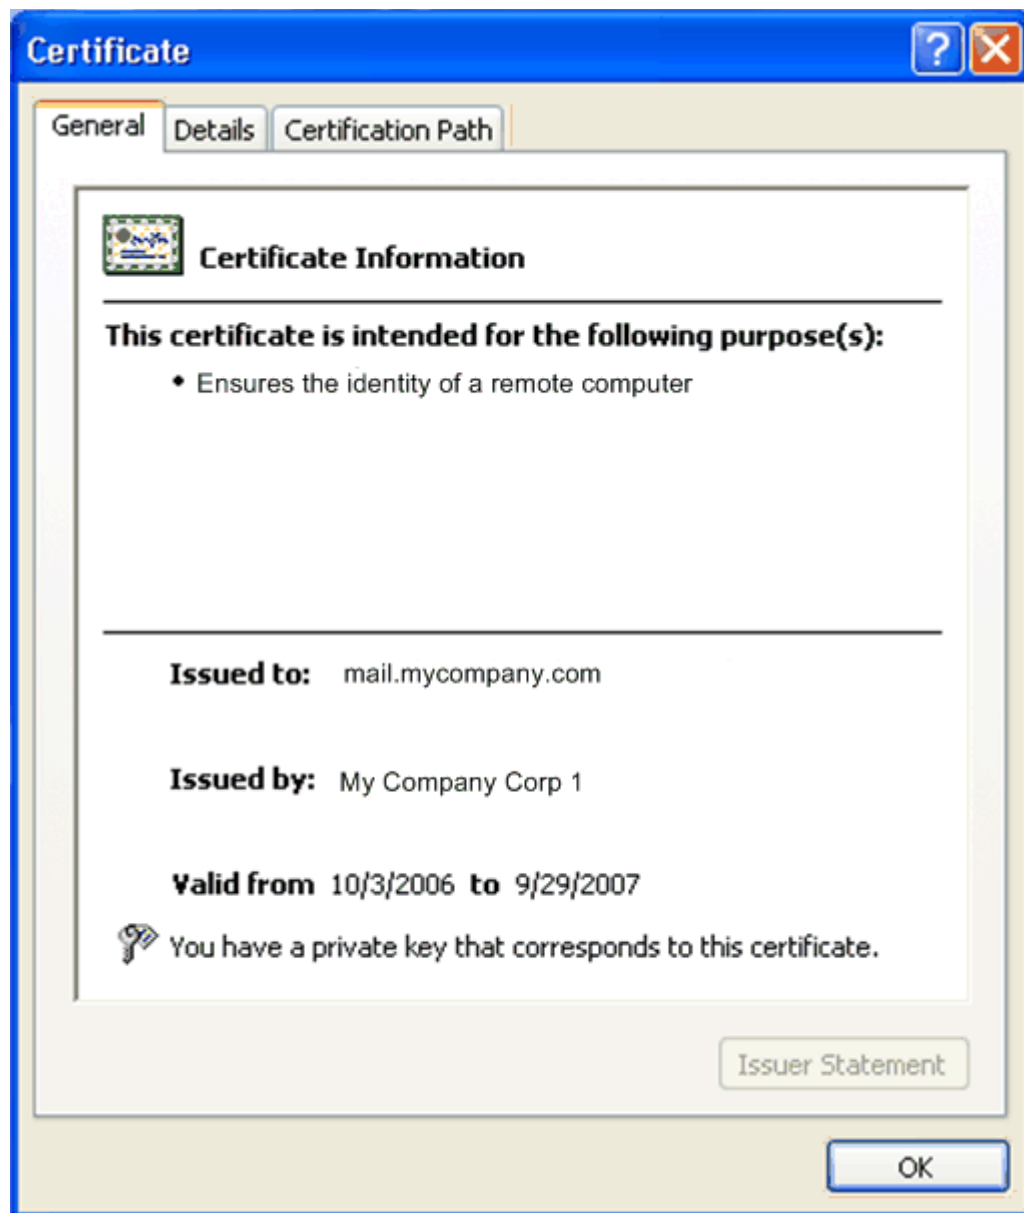 Certificate
General Details Certification Path
Certificate Information
This certificate is intended for the following purpose(s):
• Ensures the identity of a remote computer
Issued to: mail.mycompany.com
Issued by: My Company Corp 1
Valid from 10/3/2006 to 9/29/2007
You have a private key that corresponds to this certificate.
Issuer Statement
OK